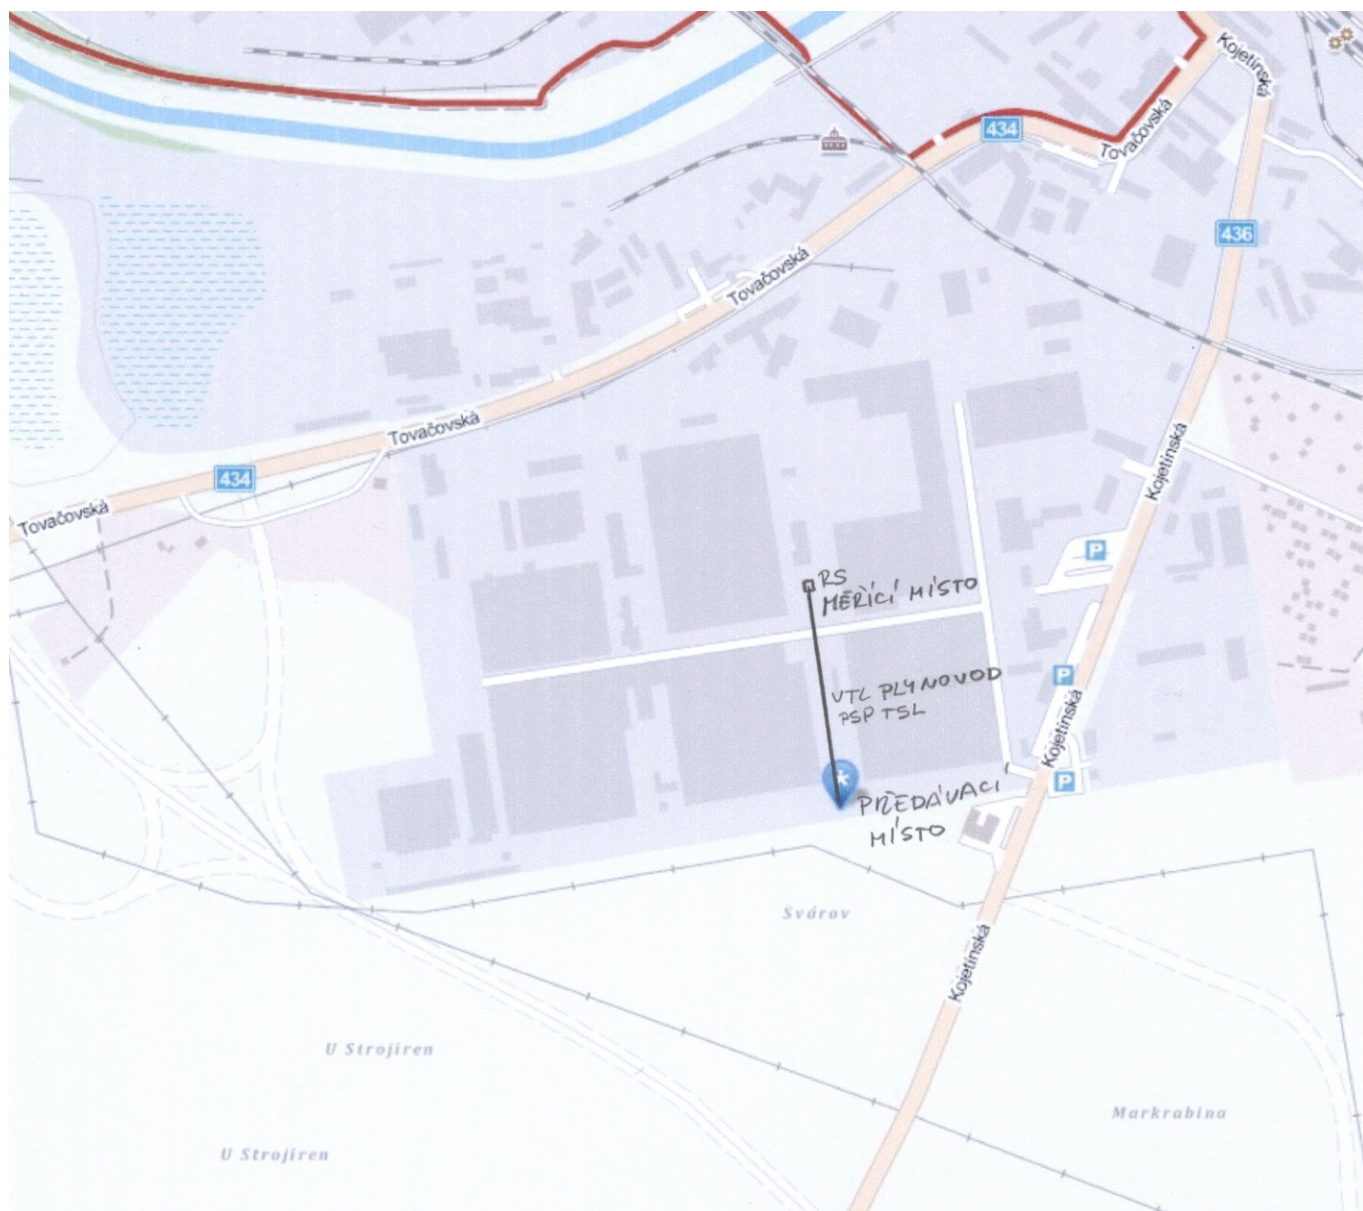 Kojetínská
434
Tovačovská
436
Tovačovská
Tovačovská
434
Tovačovská
Kojetínská
P
RS
MĚŘÍCÍ MÍSTO
P
VTL PLYNOVOD
PSP TSL
Kojetínská
P
PŘEDÁVACI
MÍSTO
Svárov
Kojetínská
U Strojíren
Markrabina
U Strojíren